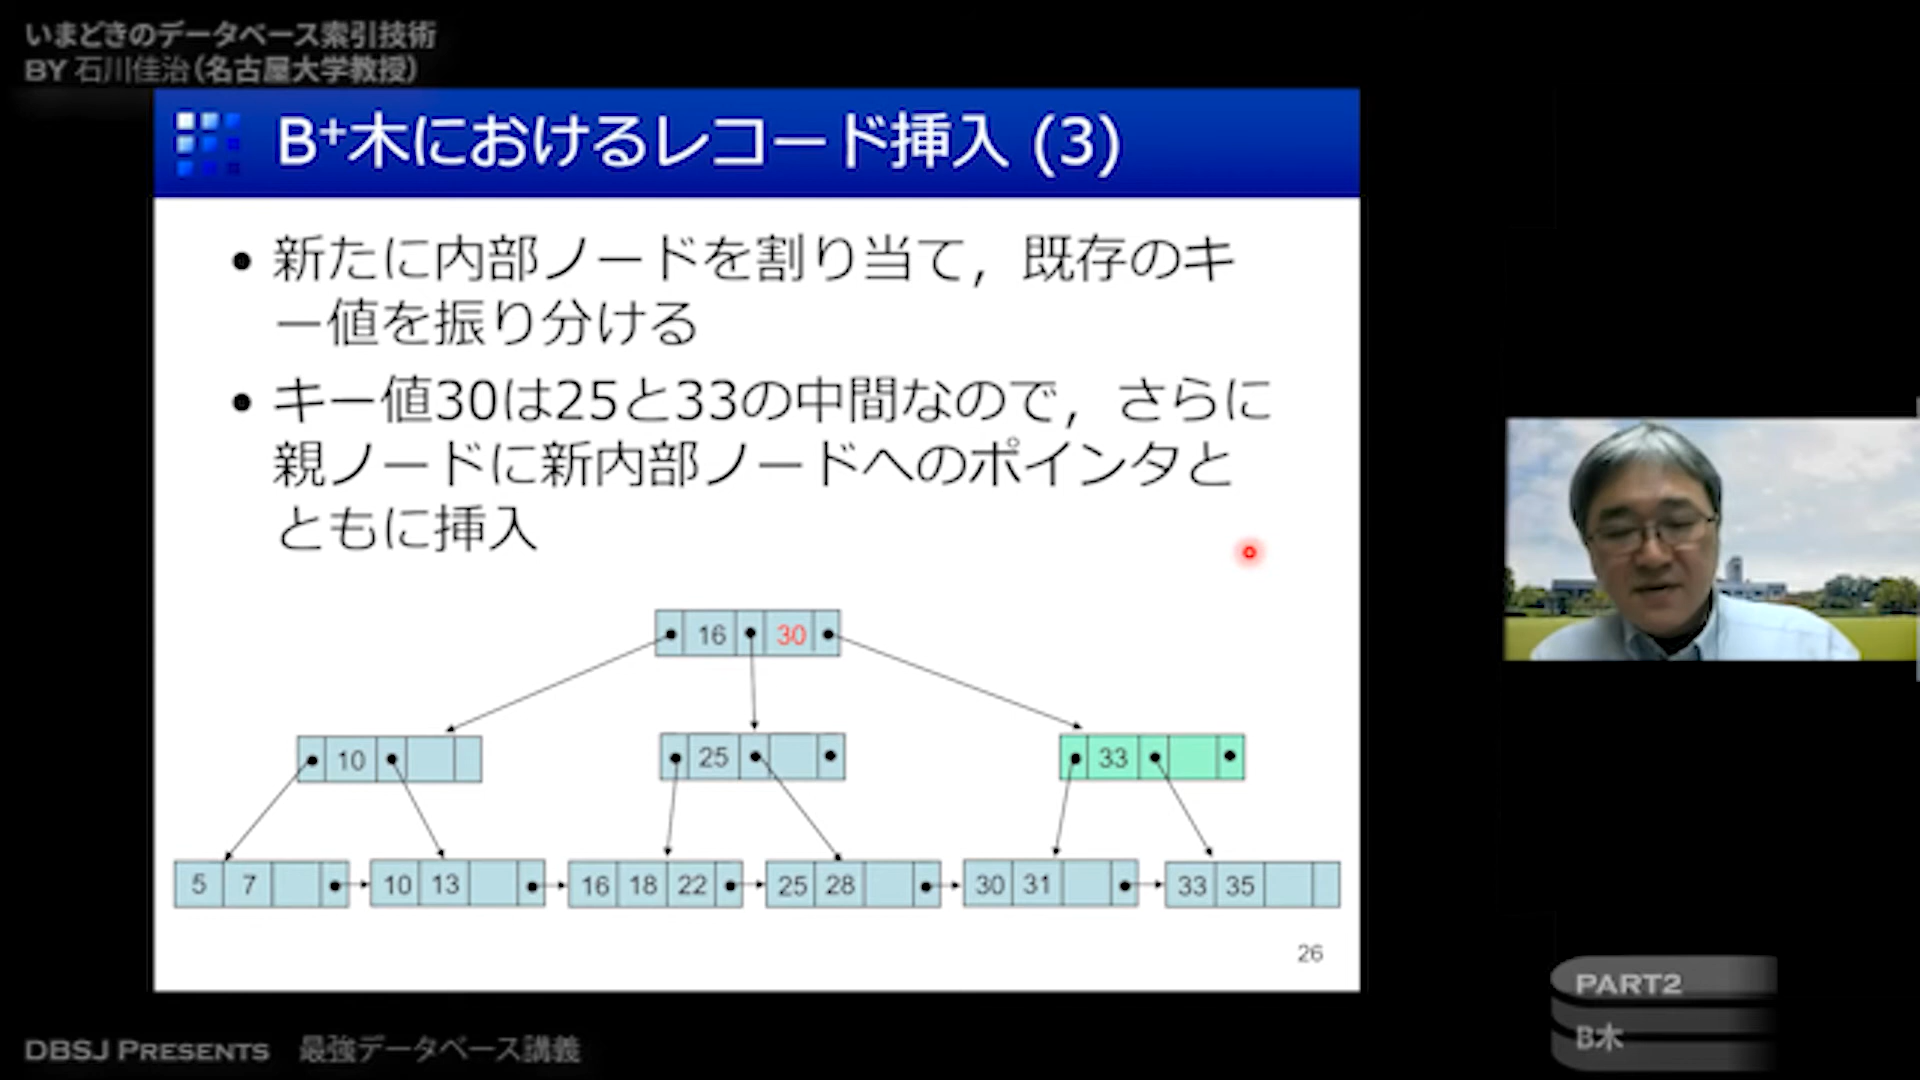 いまどきのデータベース索引技術
BY 石川佳治(名古屋大学教授)
B+木におけるレコード挿入 (3)
• 新たに内部ノードを割り当て，既存のキ
ー値を振り分ける
• キー値30は25と33の中間なので，さらに
親ノードに新内部ノードへのポインタと
ともに挿入
16 30
10 25 33
5 7 10 13 16 18 22 25 28 30 31 33 35
26
PART2
B木
DBSJ PRESENTS 最強データベース講義